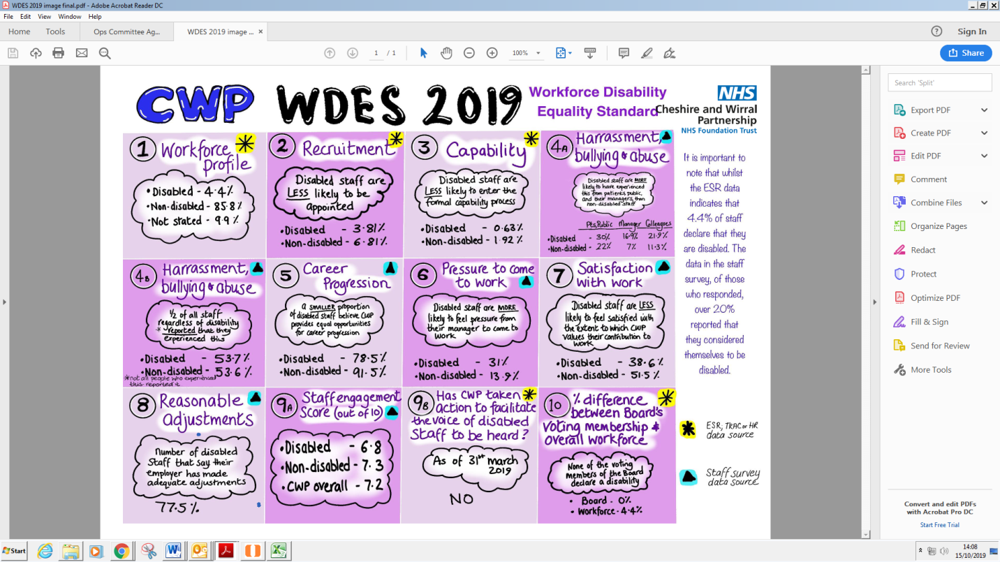 WDES 2019 image final.pdf - Adobe Acrobat Reader DC
File Edit View Window Help
Home Tools Ops Committee Ag... WDES 2019 image ... × ? Sign In
1 / 1 100% Share
CWP WDES 2019
Workforce Disability
Equality Standard
NHS
Cheshire and Wirral
Partnership
NHS Foundation Trust
1 Workforce
profile
•Disabled - 4.4%
•Non-disabled - 85.8%
•Not stated - 9.9%
2 Recruitment
Disabled staff are
LESS likely to be
appointed
•Disabled - 3.81%
•Non-disabled - 6.81%
3 Capability
Disabled staff are
LESS likely to enter the
formal capability process
•Disabled - 0.63%
•Non-disabled - 1.92%
4A Harrassment,
bullying & abuse
Disabled staff are MORE
likely to have experienced
this from patients, public,
and their managers, than
non-disabled staff
Pts,Public Manager Colleagues
•Disabled - 30% 16.9% 21.9%
•Non-disabled - 22% 7% 11.3%
4B Harrassment,
bullying & abuse
½ of all staff
regardless of disability
* reported that they
experienced this
•Disabled - 53.7%
•Non-disabled - 53.6%
*not all people who experienced
this reported it
5 Career
Progression
a SMALLER proportion
of disabled staff believe CWP
provides equal opportunities
for career progression
•Disabled - 78.5%
•Non-disabled - 91.5%
6 Pressure to come
to work
Disabled staff are MORE
likely to feel pressure from
their manager to come to
work
•Disabled - 31%
•Non-disabled - 13.9%
7 Satisfaction
with work
Disabled staff are LESS
likely to feel satisfied with
the extent to which CWP
values their contribution to
work
•Disabled - 38.6%
•Non-disabled - 51.5%
8 Reasonable
adjustments
Number of disabled
Staff that say their
employer has made
adequate adjustments
77.5%
9A Staff engagement
Score (out of 10)
•Disabled - 6.8
•Non-disabled - 7.3
•CWP overall - 7.2
9B Has CWP taken
action to facilitate
the voice of disabled
Staff to be heard?
As of 31st march
2019
NO
10 % difference
between Board's
voting membership &
overall workforce
None of the voting
members of the Board
declare a disability
• Board - 0%
• Workforce - 4.4%
It is important to
note that whilst
the ESR data
indicates that
4.4% of staff
declare that they
are disabled. The
data in the staff
survey, of those
who responded,
over 20%
reported that
they considered
themselves to be
disabled.
ESR, TRAC or HR
data source
Staff survey
data source
Search 'Split'
Export PDF
Create PDF
Edit PDF
Comment
Combine Files
Organize Pages
Redact
Protect
Optimize PDF
Fill & Sign
Send for Review
More Tools
Convert and edit PDFs
with Acrobat Pro DC
Start Free Trial
Start
14:08
15/10/2019